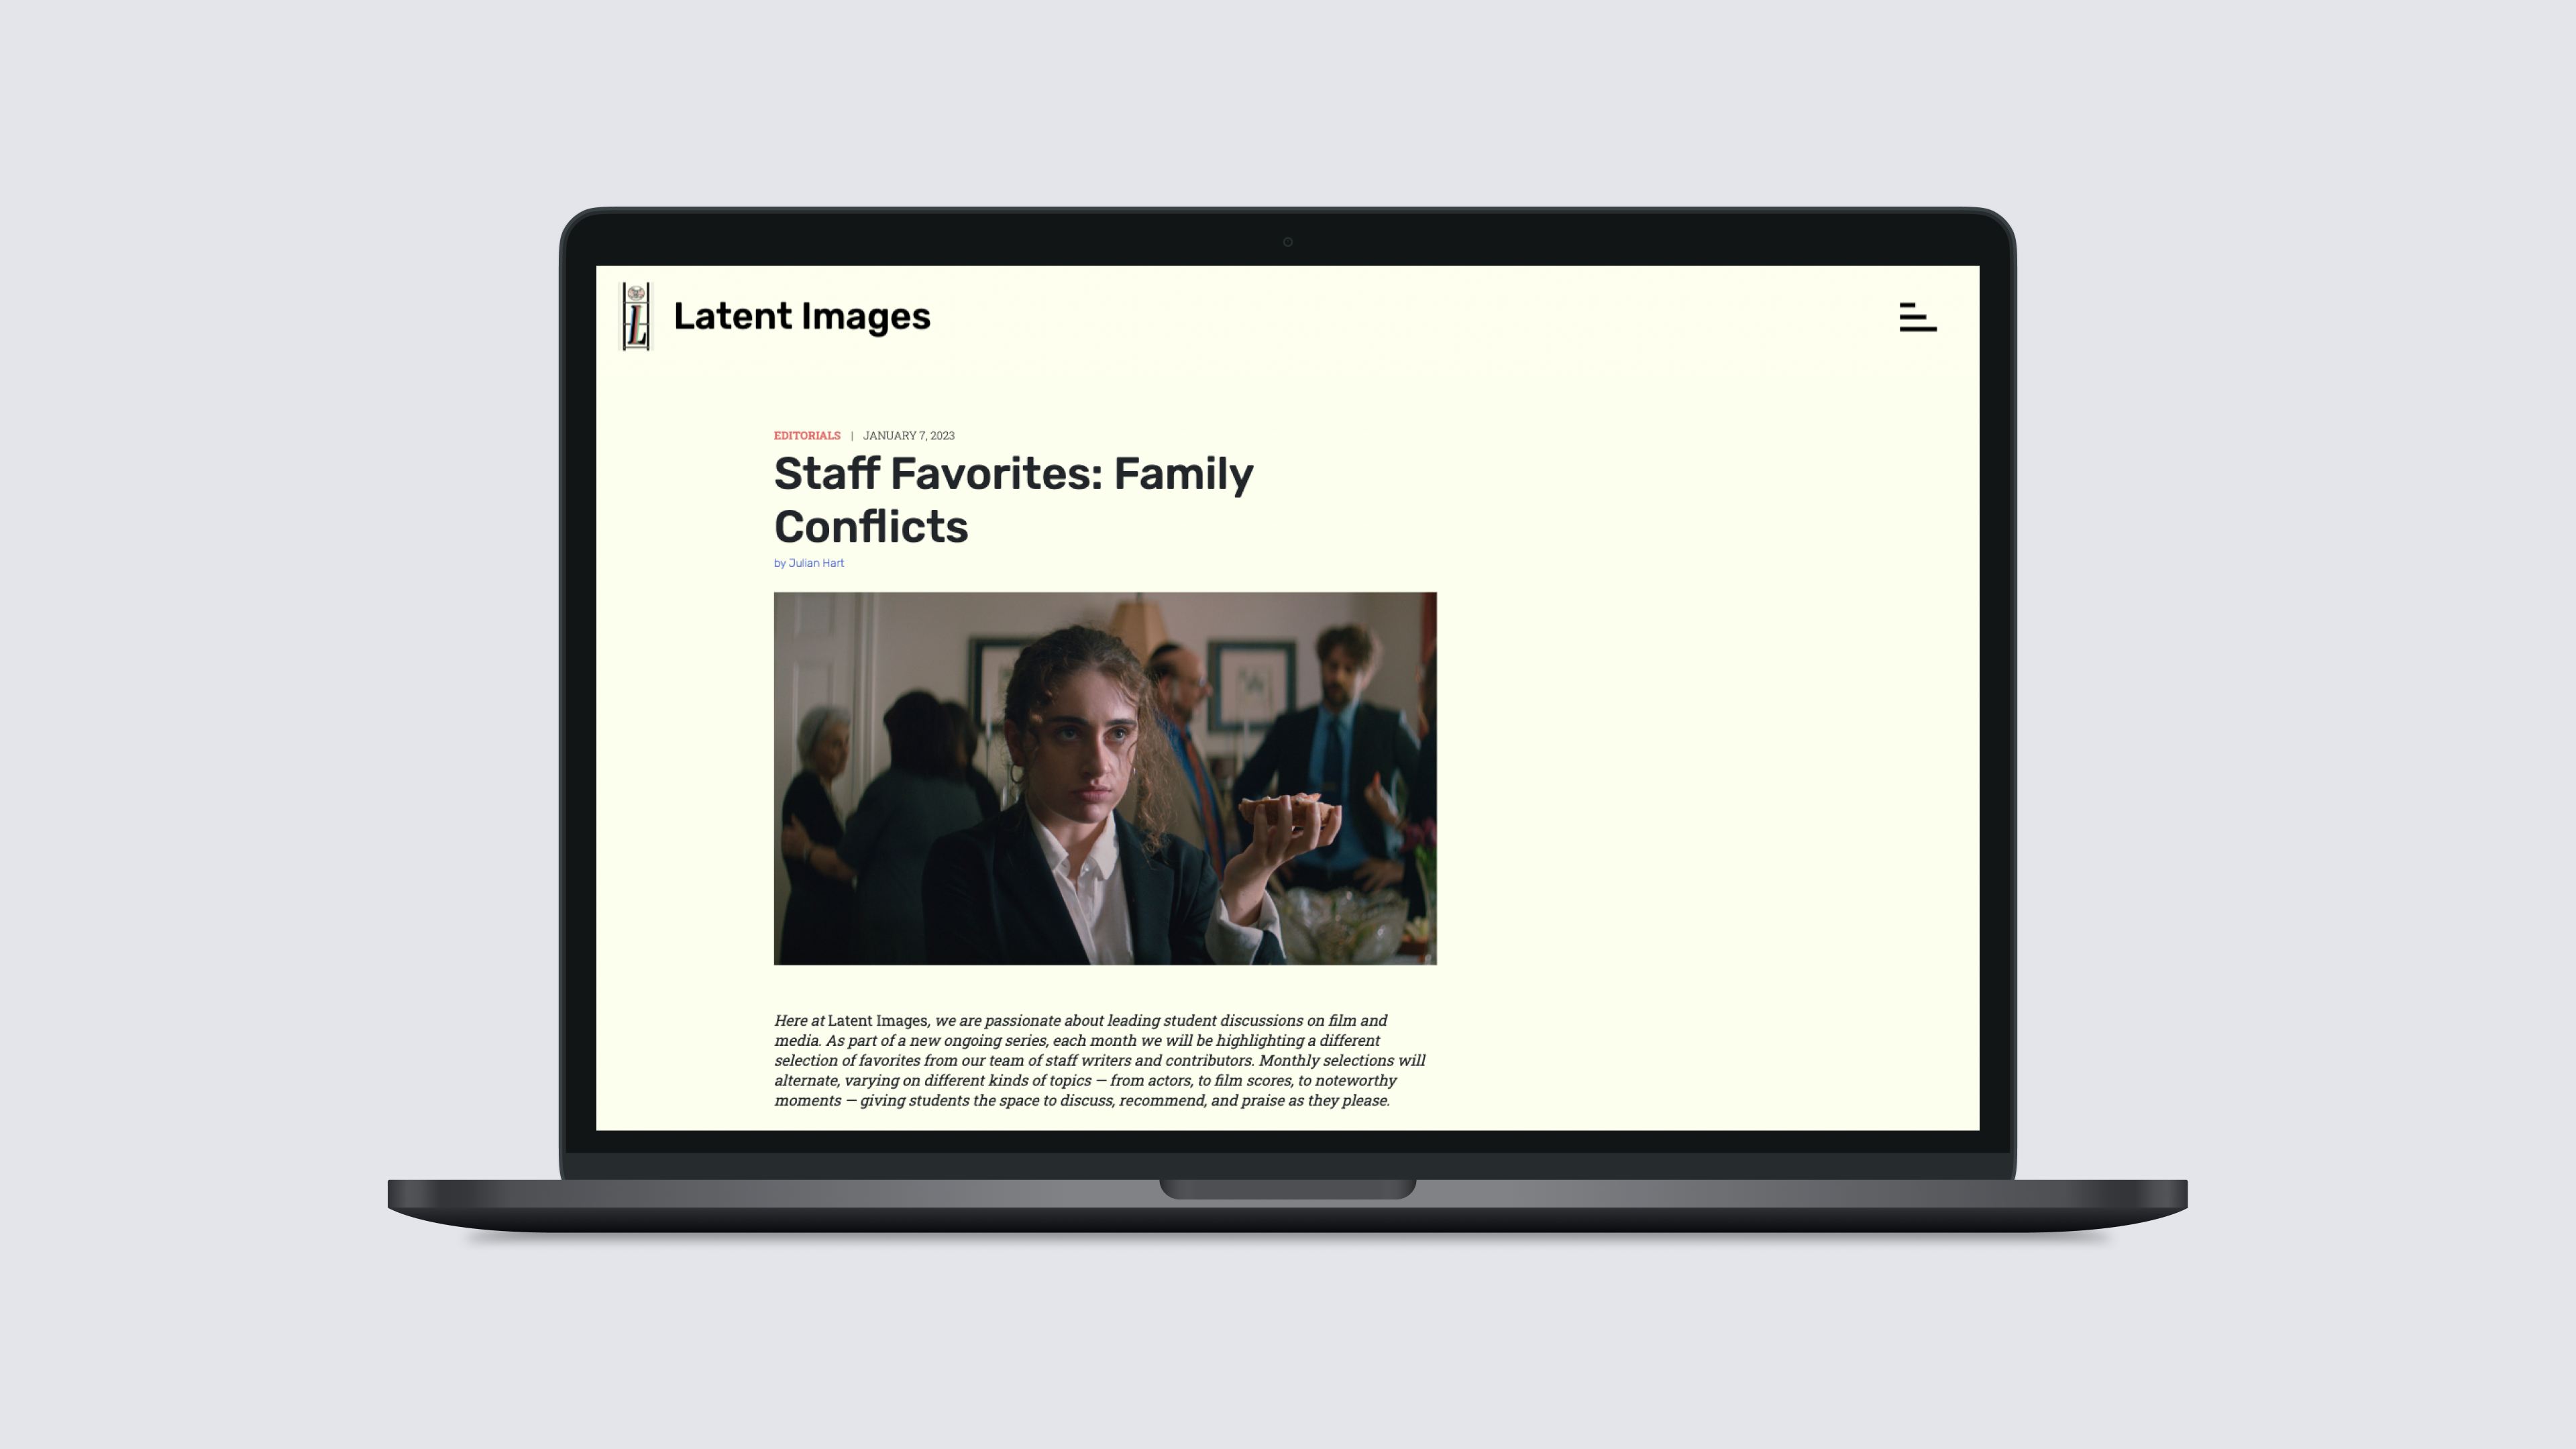 L
Latent Images
EDITORIALS | JANUARY 7, 2023
Staff Favorites: Family
Conflicts
by Julian Hart
Here at Latent Images, we are passionate about leading student discussions on film and
media. As part of a new ongoing series, each month we will be highlighting a different
selection of favorites from our team of staff writers and contributors. Monthly selections will
alternate, varying on different kinds of topics — from actors, to film scores, to noteworthy
moments — giving students the space to discuss, recommend, and praise as they please.